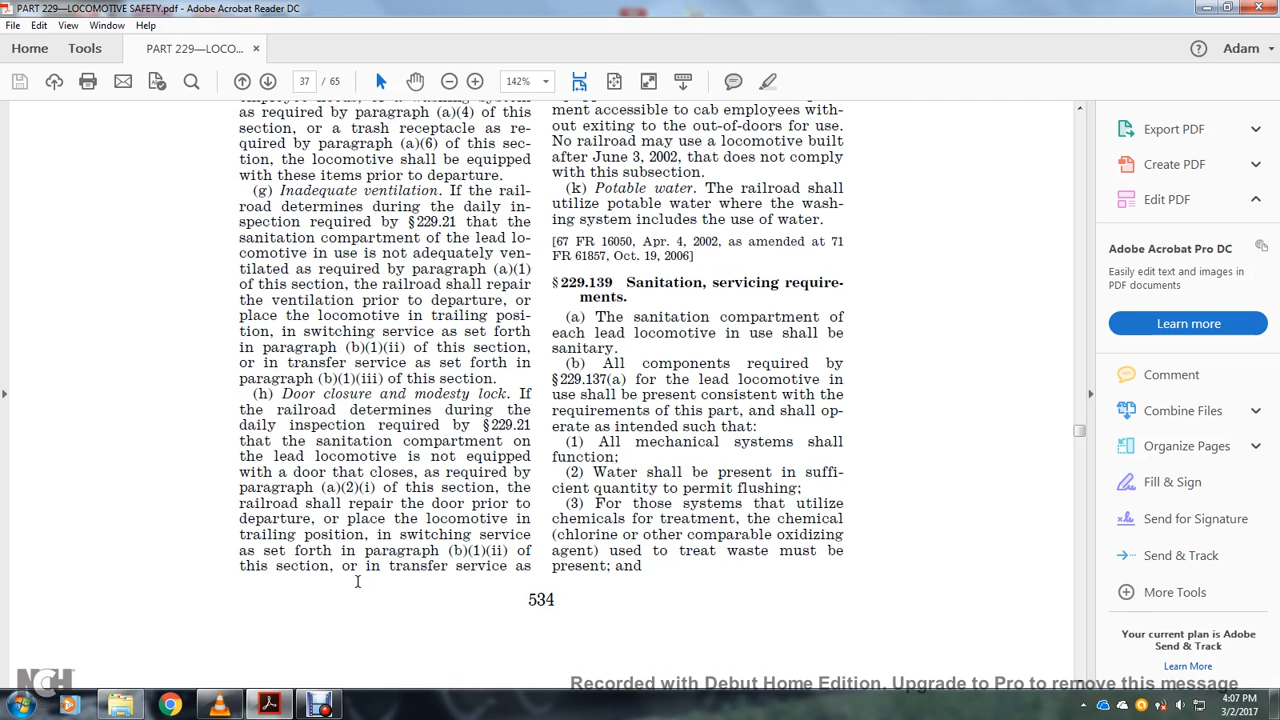 PART 229—LOCOMOTIVE SAFETY.pdf - Adobe Acrobat Reader DC
File Edit View Window Help
Home Tools PART 229—LOCO... × Adam
37 / 65 142%
as required by paragraph (a)(4) of this
section, or a trash receptacle as re-
quired by paragraph (a)(6) of this sec-
tion, the locomotive shall be equipped
with these items prior to departure.
(g) Inadequate ventilation. If the rail-
road determines during the daily in-
spection required by §229.21 that the
sanitation compartment of the lead lo-
comotive in use is not adequately ven-
tilated as required by paragraph (a)(1)
of this section, the railroad shall repair
the ventilation prior to departure, or
place the locomotive in trailing posi-
tion, in switching service as set forth
in paragraph (b)(1)(ii) of this section,
or in transfer service as set forth in
paragraph (b)(1)(iii) of this section.
(h) Door closure and modesty lock. If
the railroad determines during the
daily inspection required by §229.21
that the sanitation compartment on
the lead locomotive is not equipped
with a door that closes, as required by
paragraph (a)(2)(i) of this section, the
railroad shall repair the door prior to
departure, or place the locomotive in
trailing position, in switching service
as set forth in paragraph (b)(1)(ii) of
this section, or in transfer service as
ment accessible to cab employees with-
out exiting to the out-of-doors for use.
No railroad may use a locomotive built
after June 3, 2002, that does not comply
with this subsection.
(k) Potable water. The railroad shall
utilize potable water where the wash-
ing system includes the use of water.
[67 FR 16050, Apr. 4, 2002, as amended at 71
FR 61857, Oct. 19, 2006]
§229.139 Sanitation, servicing require-
ments.
(a) The sanitation compartment of
each lead locomotive in use shall be
sanitary.
(b) All components required by
§229.137(a) for the lead locomotive in
use shall be present consistent with the
requirements of this part, and shall op-
erate as intended such that:
(1) All mechanical systems shall
function;
(2) Water shall be present in suffi-
cient quantity to permit flushing;
(3) For those systems that utilize
chemicals for treatment, the chemical
(chlorine or other comparable oxidizing
agent) used to treat waste must be
present; and
534
Export PDF
Create PDF
Edit PDF
Adobe Acrobat Pro DC
Easily edit text and images in
PDF documents
Learn more
Comment
Combine Files
Organize Pages
Fill & Sign
Send for Signature
Send & Track
More Tools
Your current plan is Adobe
Send & Track
Learn More
NCH
Recorded with Debut Home Edition. Upgrade to Pro to remove this message
4:07 PM
3/2/2017